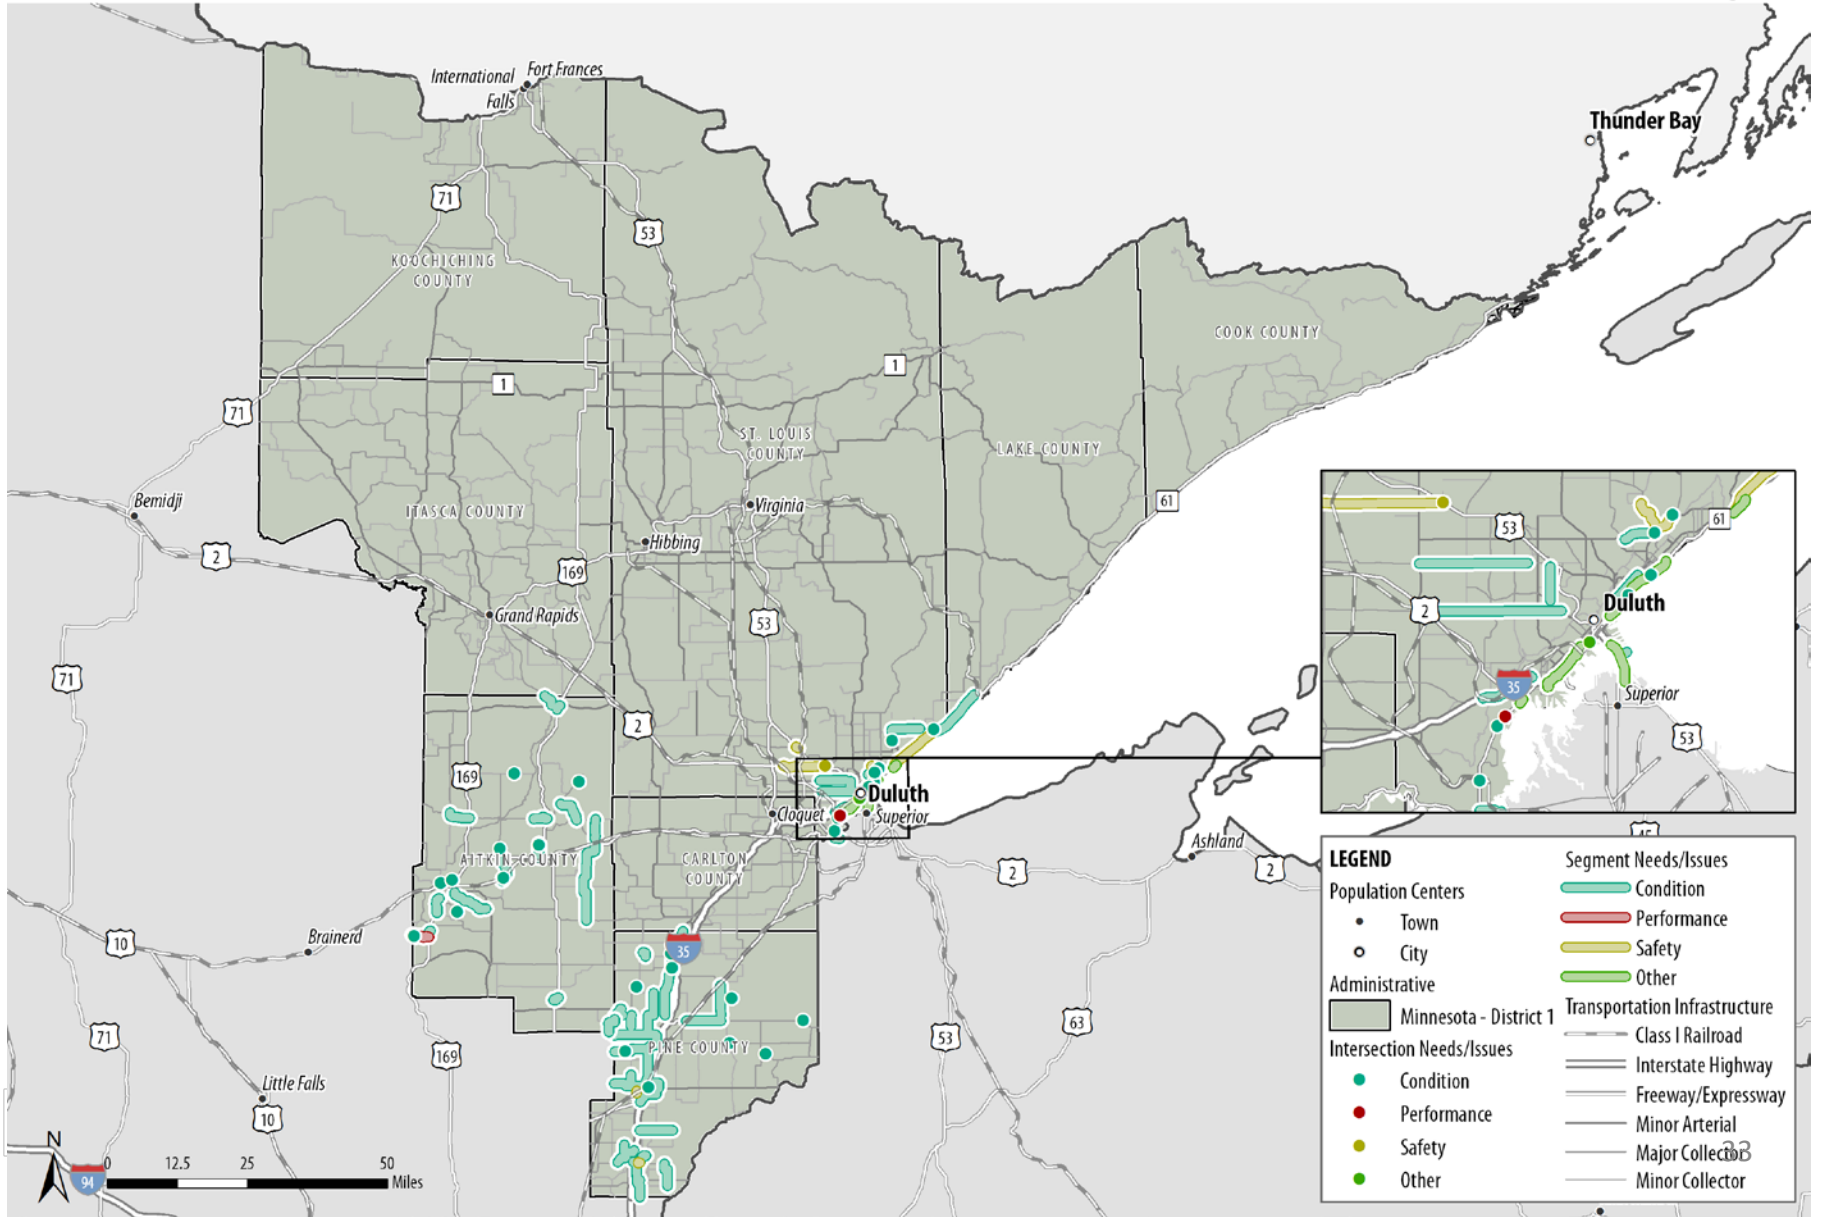 International
Falls
Fort Frances
Thunder Bay
71
53
KOOCHICHING
COUNTY
COOK COUNTY
1
1
71
ST. LOUIS
COUNTY
LAKE COUNTY
61
Bemidji
ITASCA COUNTY
Virginia
Hibbing
2
169
Grand Rapids
53
71
2
169
Duluth
Cloquet
Superior
AITKIN COUNTY
CARLTON
COUNTY
Ashland
2
2
10
Brainerd
35
71
169
PINE COUNTY
53
63
Little Falls
10
N
94
0
12.5
25
50
Miles
53
61
2
Duluth
35
Superior
53
45
LEGEND
Population Centers
Town
City
Administrative
Minnesota - District 1
Intersection Needs/Issues
Condition
Performance
Safety
Other
Segment Needs/Issues
Condition
Performance
Safety
Other
Transportation Infrastructure
Class I Railroad
Interstate Highway
Freeway/Expressway
Minor Arterial
Major Collector
33
Minor Collector